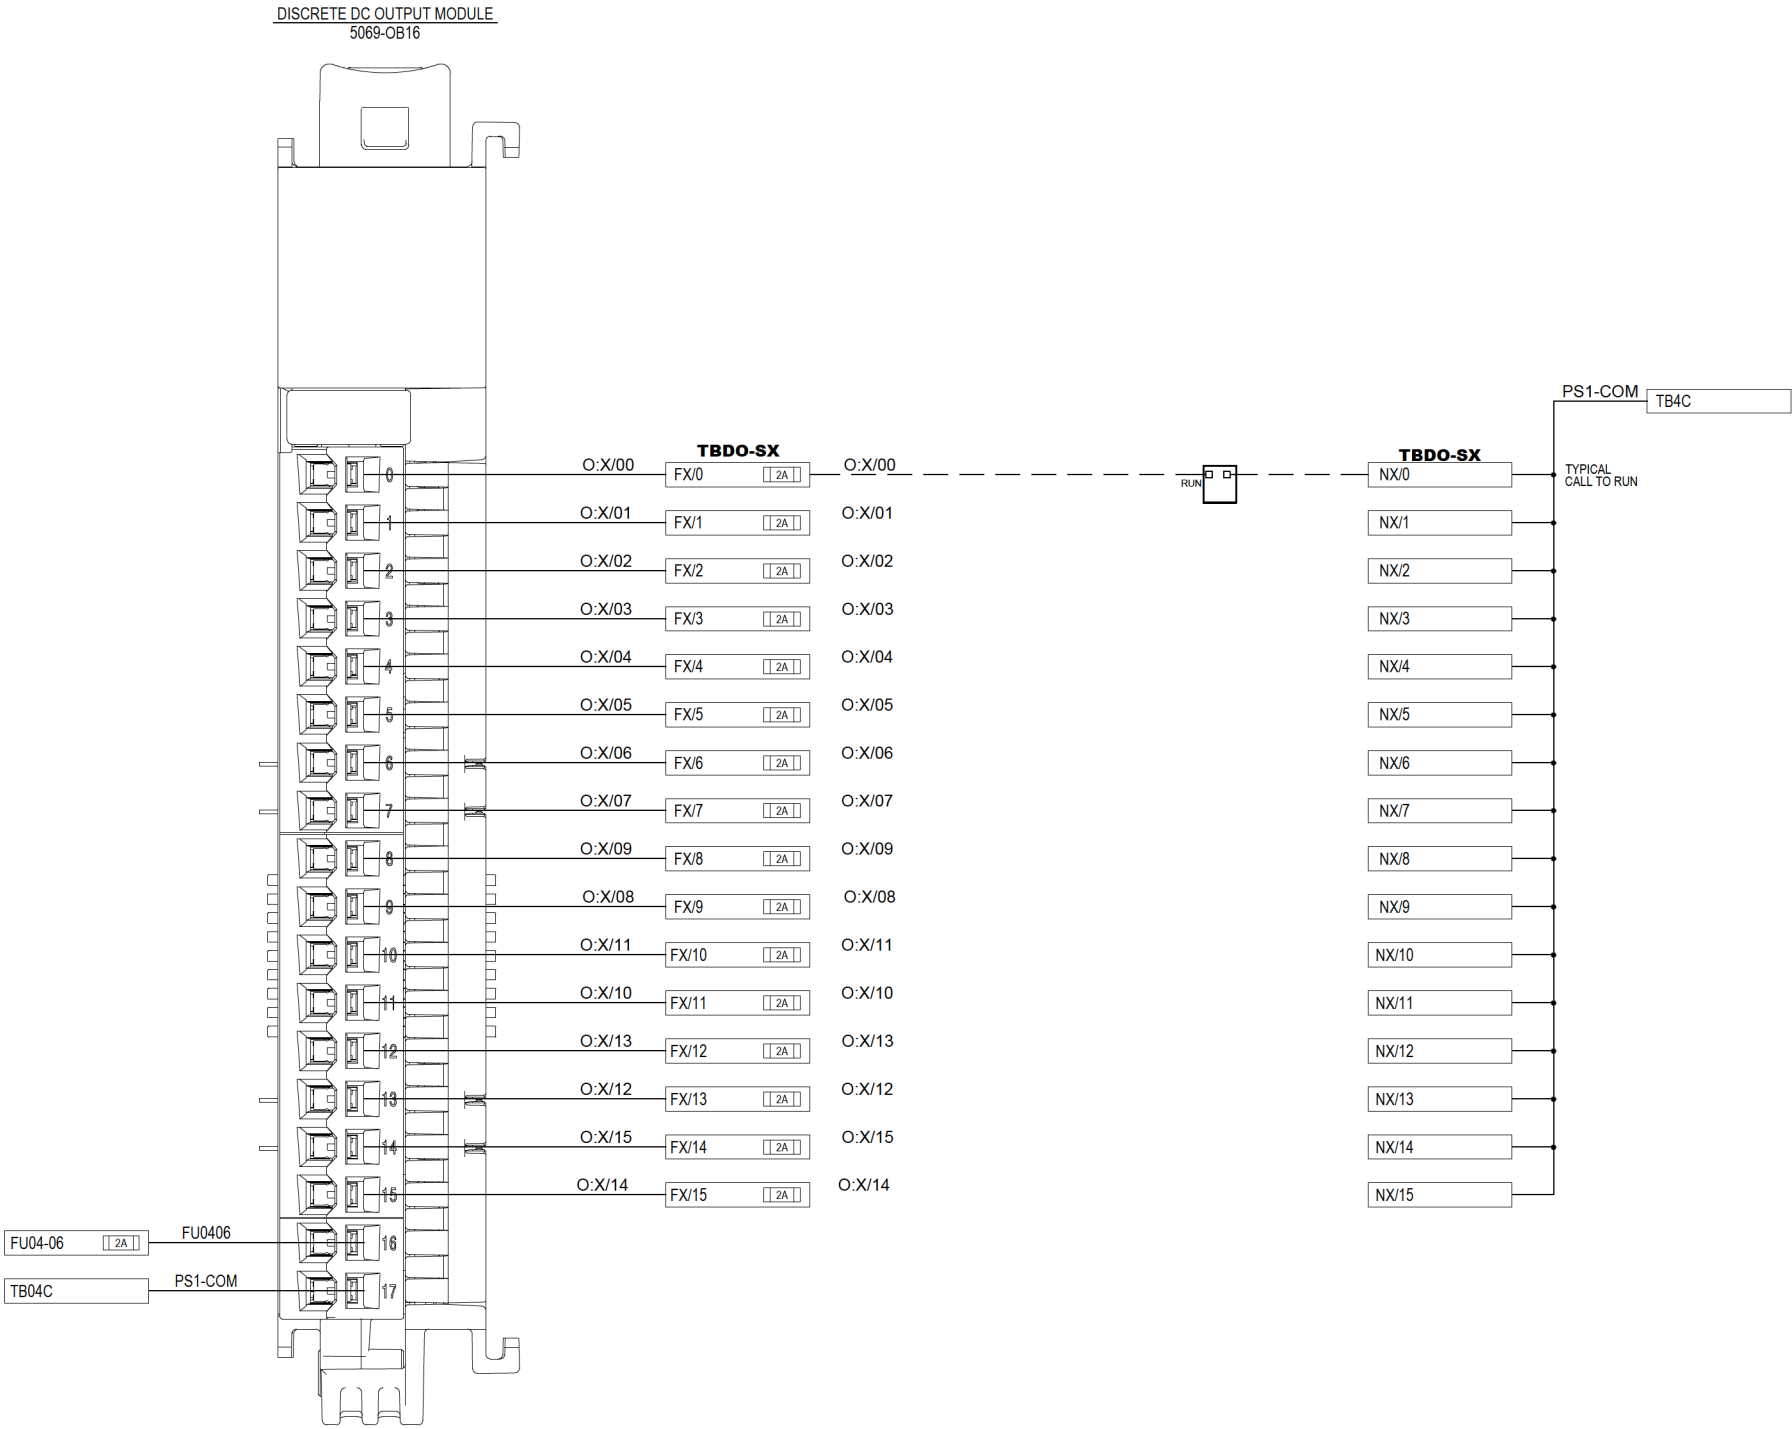 DISCRETE DC OUTPUT MODULE
5069-OB16
PS1-COM TB4C
TBDO-SX TBDO-SX
0 O:X/00 FX/0 2A O:X/00 RUN NX/0 TYPICAL
CALL TO RUN
1 O:X/01 FX/1 2A O:X/01 NX/1
2 O:X/02 FX/2 2A O:X/02 NX/2
3 O:X/03 FX/3 2A O:X/03 NX/3
4 O:X/04 FX/4 2A O:X/04 NX/4
5 O:X/05 FX/5 2A O:X/05 NX/5
6 O:X/06 FX/6 2A O:X/06 NX/6
7 O:X/07 FX/7 2A O:X/07 NX/7
8 O:X/09 FX/8 2A O:X/09 NX/8
9 O:X/08 FX/9 2A O:X/08 NX/9
10 O:X/11 FX/10 2A O:X/11 NX/10
11 O:X/10 FX/11 2A O:X/10 NX/11
12 O:X/13 FX/12 2A O:X/13 NX/12
13 O:X/12 FX/13 2A O:X/12 NX/13
14 O:X/15 FX/14 2A O:X/15 NX/14
15 O:X/14 FX/15 2A O:X/14 NX/15
FU04-06 2A FU0406 16
TB04C PS1-COM 17